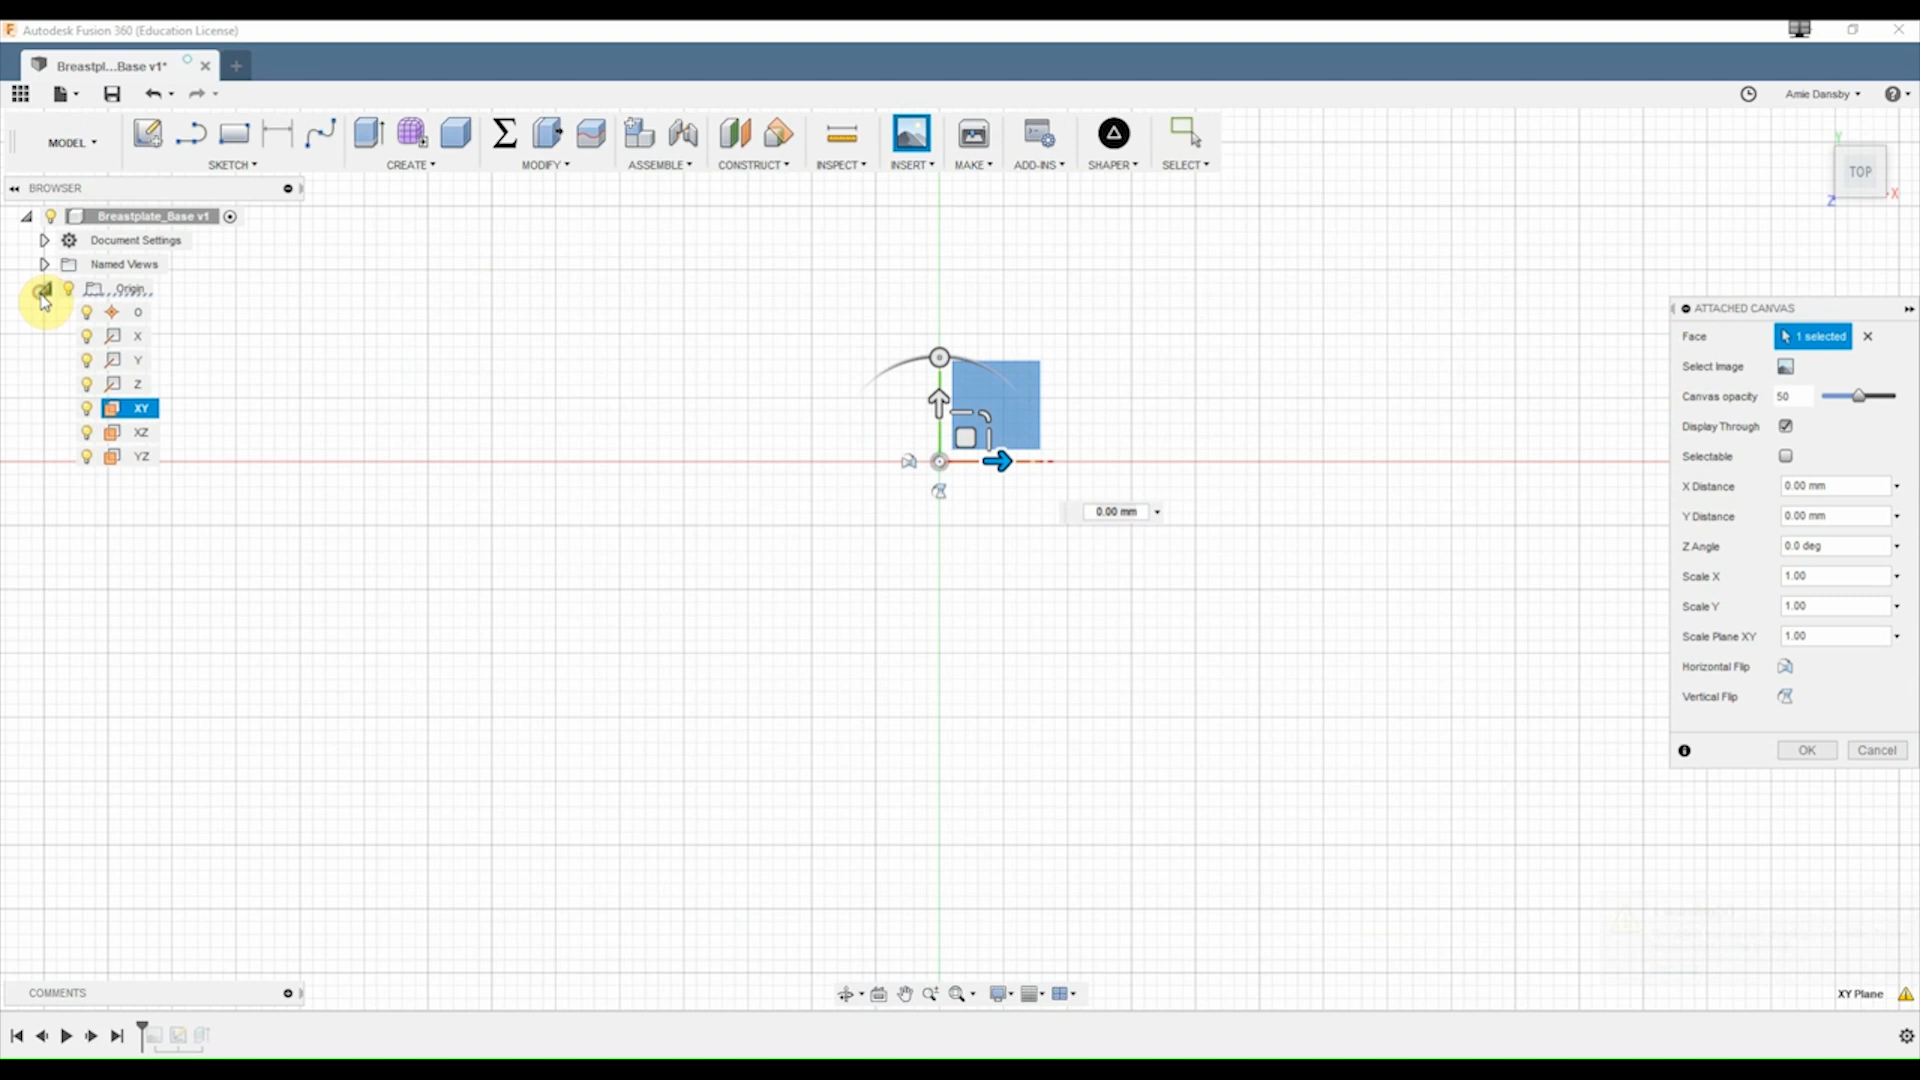 Autodesk Fusion 360 (Education License)
Breastpl...Base v1*
Amie Dansby
MODEL
SKETCH
CREATE
MODIFY
ASSEMBLE
CONSTRUCT
INSPECT
INSERT
MAKE
ADD-INS
SHAPER
SELECT
BROWSER
Breastplate_Base v1
Document Settings
Named Views
Origin
O
X
Y
Z
XY
XZ
YZ
Y
TOP
X
Z
0.00 mm
ATTACHED CANVAS
Face 1 selected
Select Image
Canvas opacity 50
Display Through
Selectable
X Distance 0.00 mm
Y Distance 0.00 mm
Z Angle 0.0 deg
Scale X 1.00
Scale Y 1.00
Scale Plane XY 1.00
Horizontal Flip
Vertical Flip
OK Cancel
COMMENTS
XY Plane